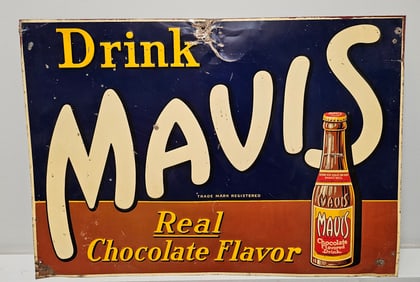 Drink
MAVIS
TRADE MARK REGISTERED
Real
Chocolate Flavor
MAVIS
MAVIS
Chocolate
Flavored
Drink